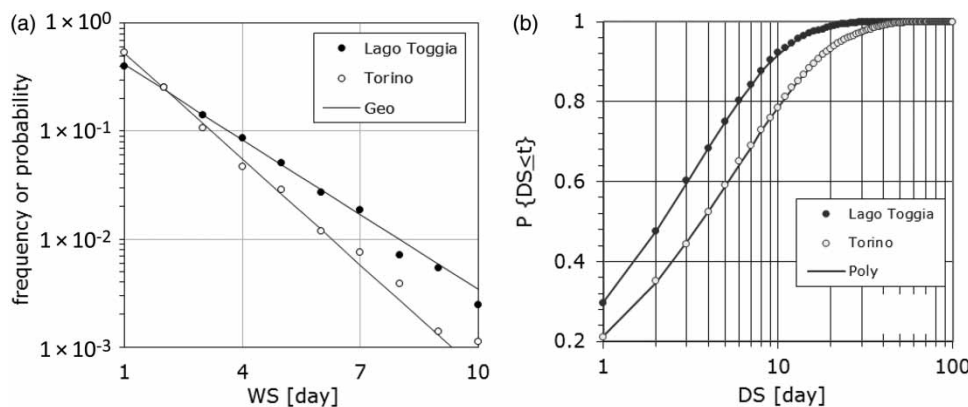 (a)
frequency or probability
1 × 10⁰
1 × 10⁻¹
1 × 10⁻²
1 × 10⁻³
Lago Toggia
Torino
Geo
1 4 7 10
WS [day]
(b)
P {DS≤t}
1
0.8
0.6
0.4
0.2
Lago Toggia
Torino
Poly
1 10 100
DS [day]